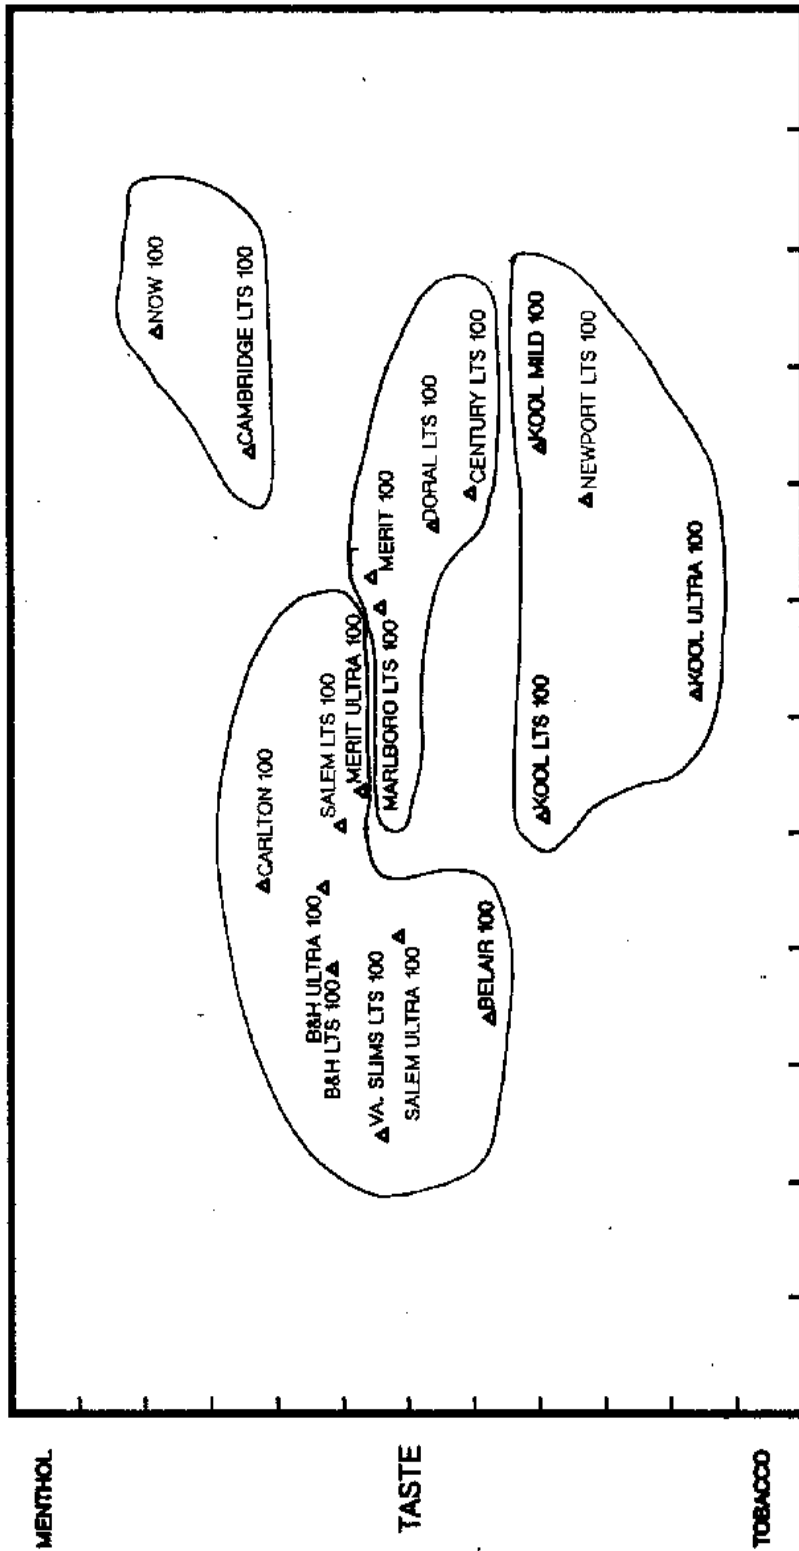 MENTHOL
TASTE
TOBACCO
NOW 100
CAMBRIDGE LTS 100
CARLTON 100
SALEM LTS 100
MERIT ULTRA 100
B&H ULTRA 100
B&H LTS 100
VA. SLIMS LTS 100
SALEM ULTRA 100
BELAIR 100
MARLBORO LTS 100
MERIT 100
DORAL LTS 100
CENTURY LTS 100
KOOL LTS 100
KOOL MILD 100
NEWPORT LTS 100
KOOL ULTRA 100